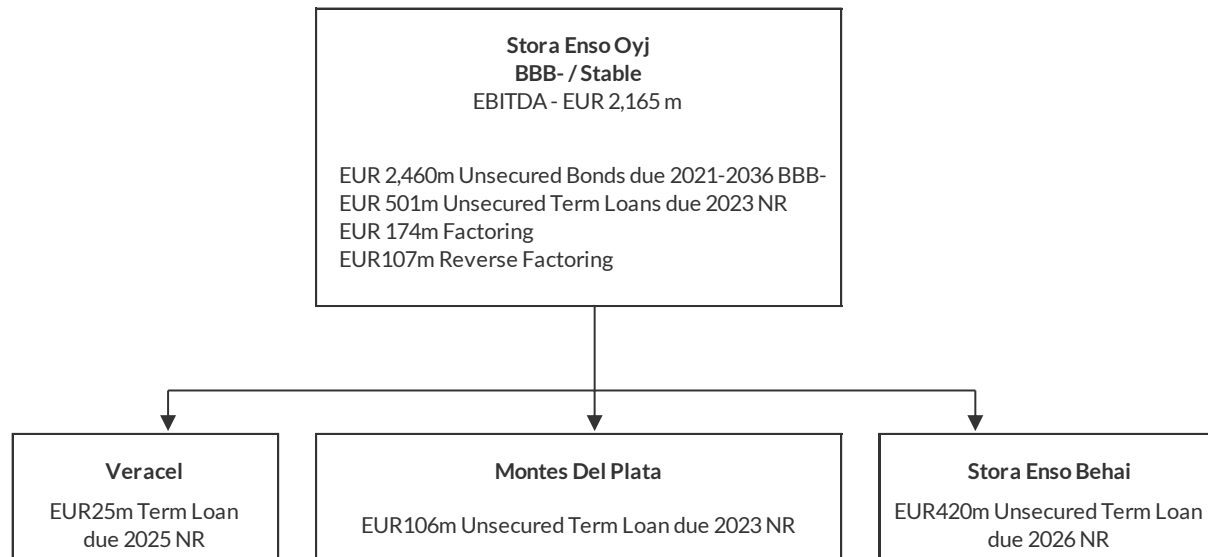 Stora Enso Oyj
BBB- / Stable
EBITDA - EUR 2,165 m
EUR 2,460m Unsecured Bonds due 2021-2036 BBB-
EUR 501m Unsecured Term Loans due 2023 NR
EUR 174m Factoring
EUR107m Reverse Factoring
Veracel
EUR25m Term Loan
due 2025 NR
Montes Del Plata
EUR106m Unsecured Term Loan due 2023 NR
Stora Enso Behai
EUR420m Unsecured Term Loan
due 2026 NR